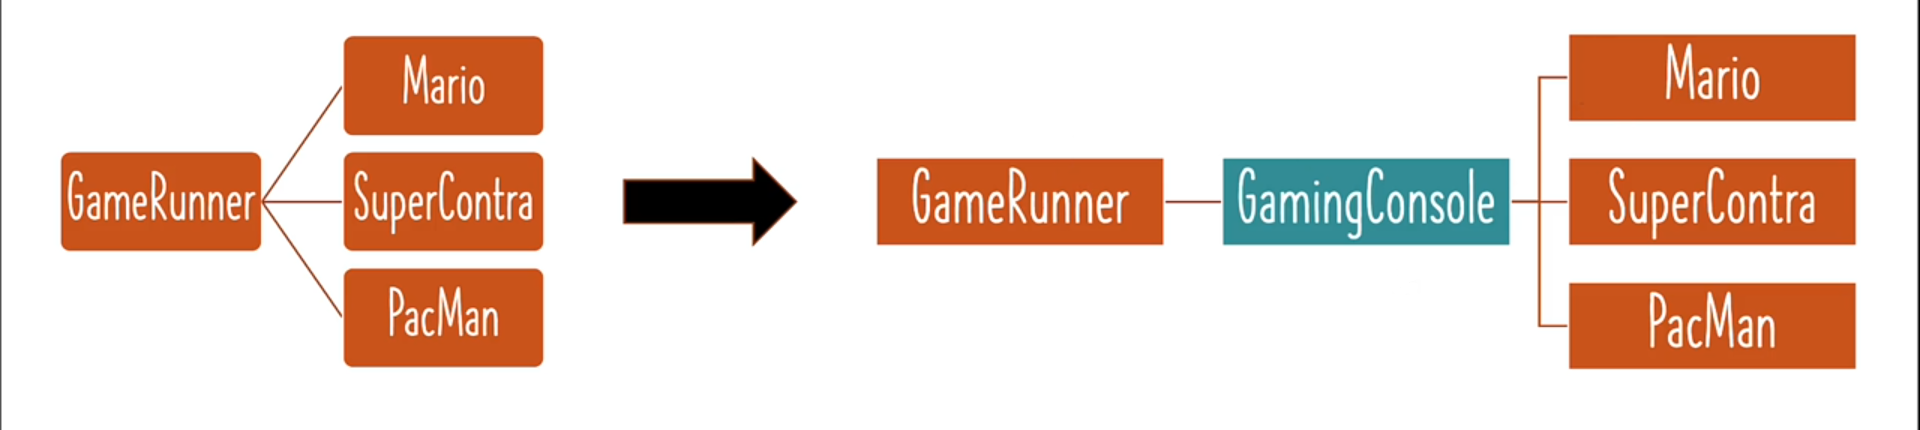 Mario
GameRunner
SuperContra
PacMan
GameRunner
GamingConsole
Mario
SuperContra
PacMan